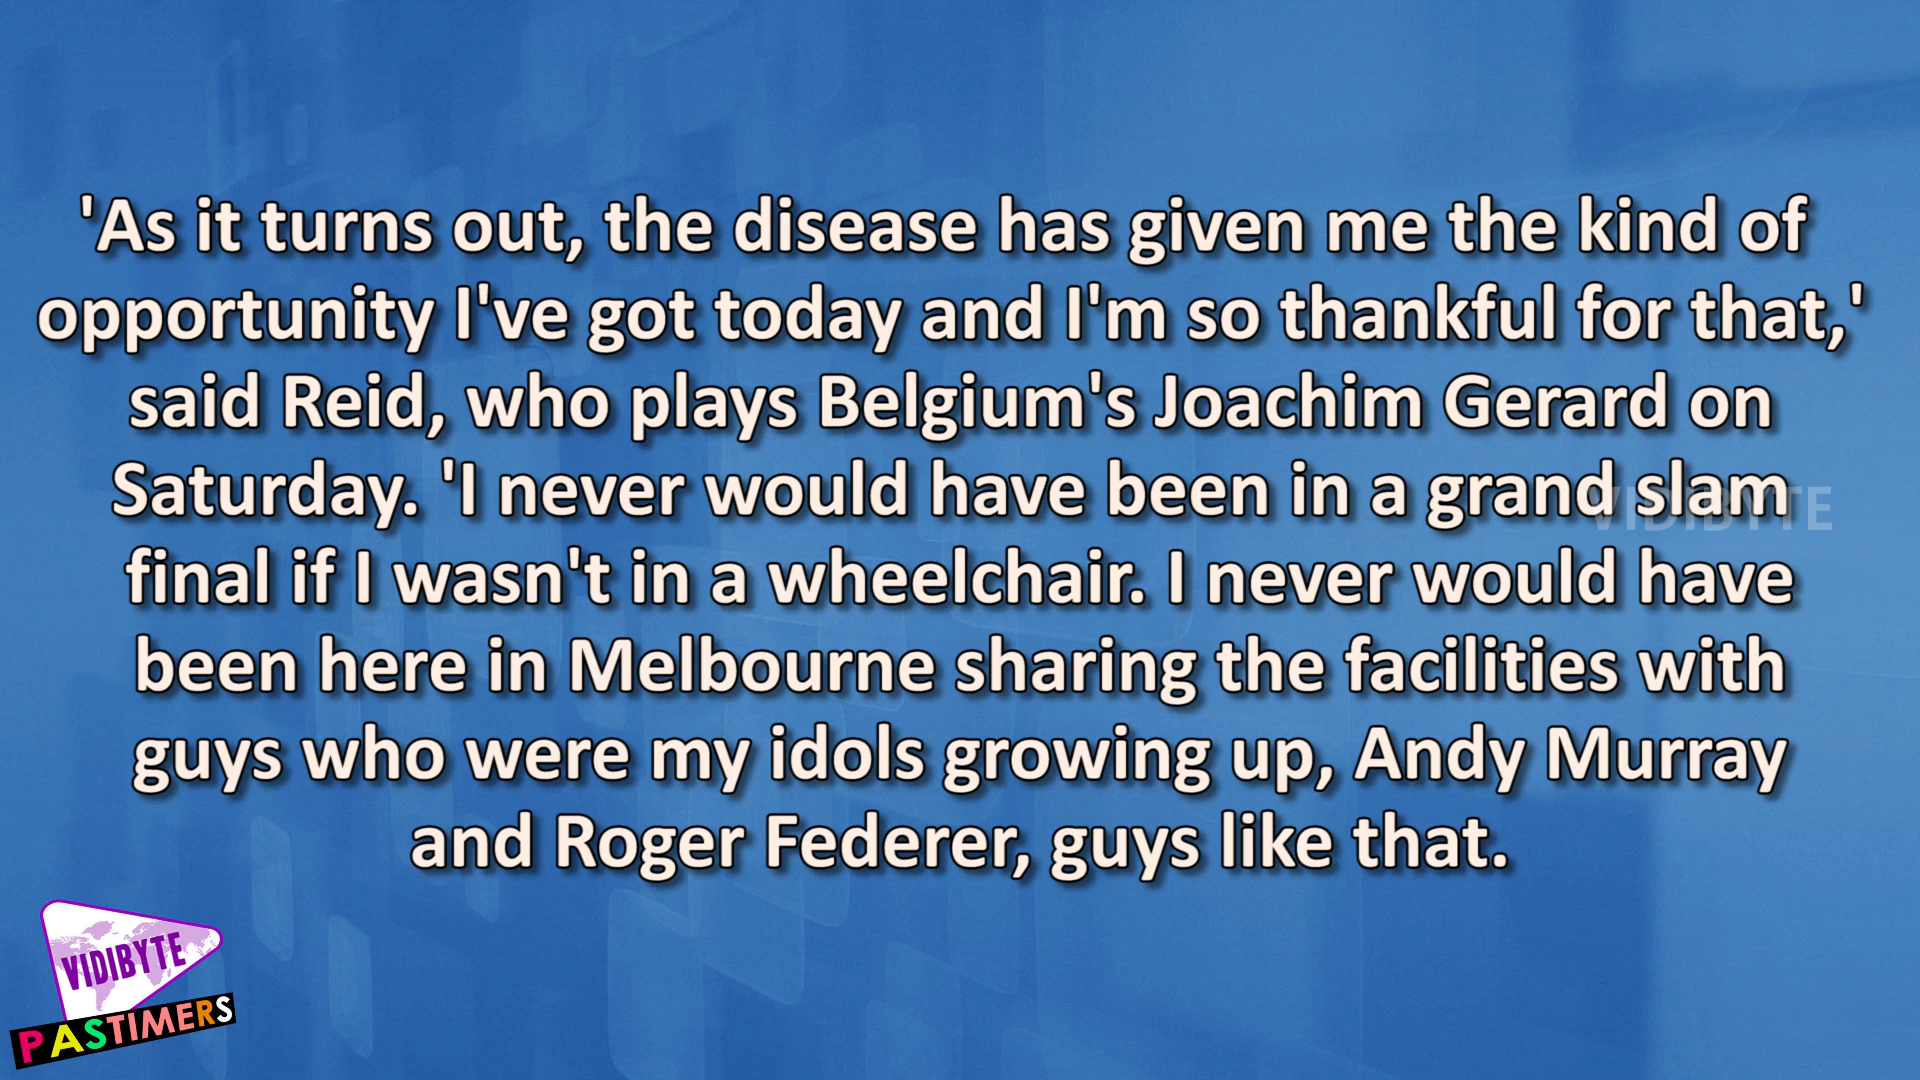 'As it turns out, the disease has given me the kind of
opportunity I've got today and I'm so thankful for that,'
said Reid, who plays Belgium's Joachim Gerard on
Saturday. 'I never would have been in a grand slam
final if I wasn't in a wheelchair. I never would have
been here in Melbourne sharing the facilities with
guys who were my idols growing up, Andy Murray
and Roger Federer, guys like that.
VIDIBYTE
VIDIBYTE
PASTIMERS